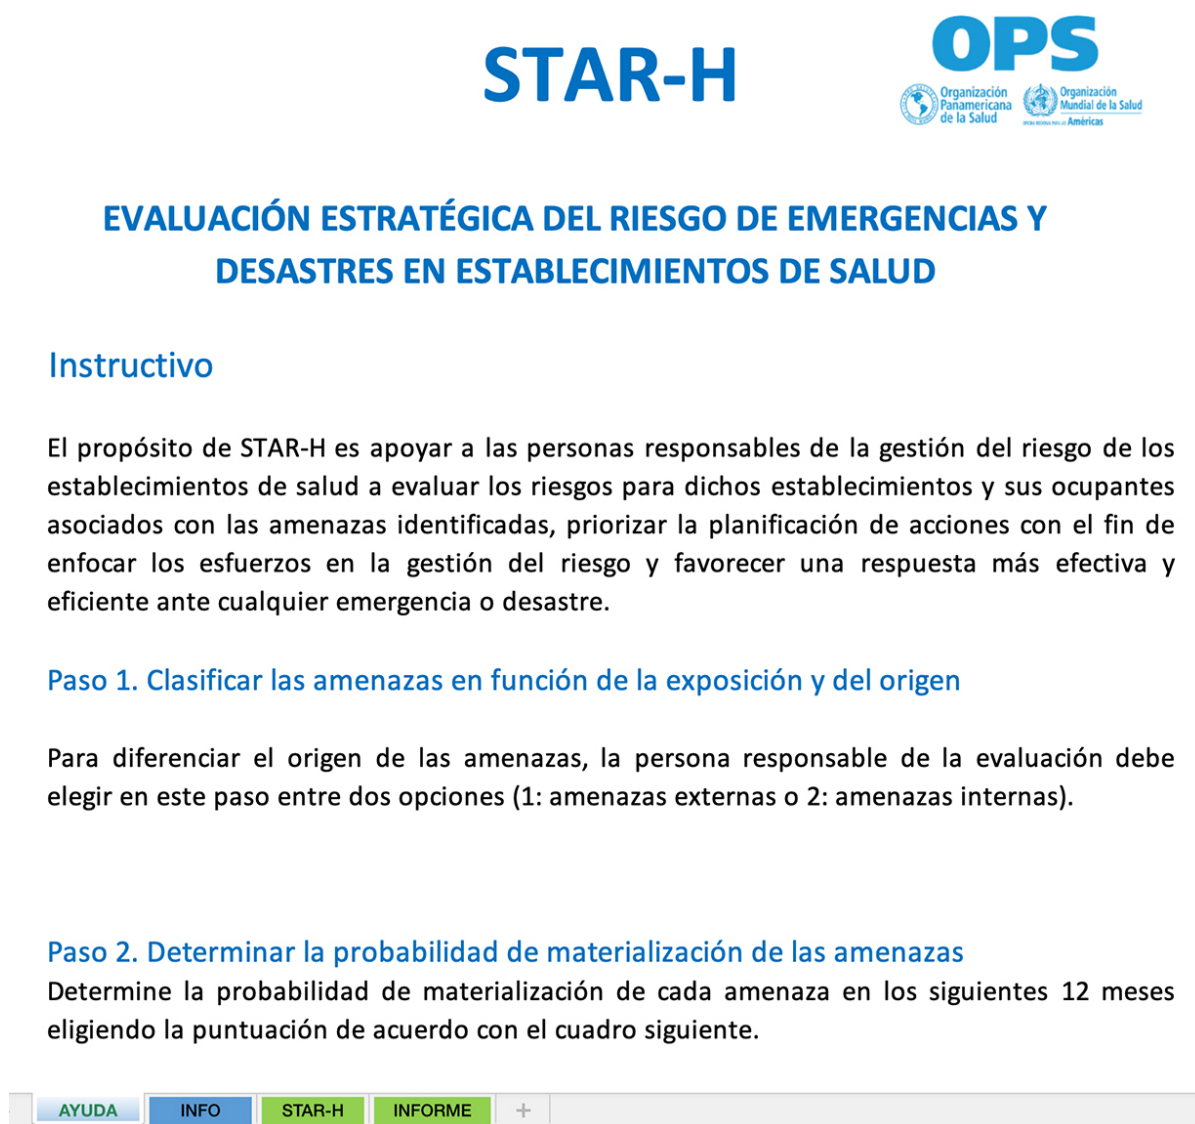 STAR-H
OPS
Organización
Panamericana
de la Salud
Organización
Mundial de la Salud
Américas
EVALUACIÓN ESTRATÉGICA DEL RIESGO DE EMERGENCIAS Y
DESASTRES EN ESTABLECIMIENTOS DE SALUD
Instructivo
El propósito de STAR-H es apoyar a las personas responsables de la gestión del riesgo de los
establecimientos de salud a evaluar los riesgos para dichos establecimientos y sus ocupantes
asociados con las amenazas identificadas, priorizar la planificación de acciones con el fin de
enfocar los esfuerzos en la gestión del riesgo y favorecer una respuesta más efectiva y
eficiente ante cualquier emergencia o desastre.
Paso 1. Clasificar las amenazas en función de la exposición y del origen
Para diferenciar el origen de las amenazas, la persona responsable de la evaluación debe
elegir en este paso entre dos opciones (1: amenazas externas o 2: amenazas internas).
Paso 2. Determinar la probabilidad de materialización de las amenazas
Determine la probabilidad de materialización de cada amenaza en los siguientes 12 meses
eligiendo la puntuación de acuerdo con el cuadro siguiente.
AYUDA INFO STAR-H INFORME +